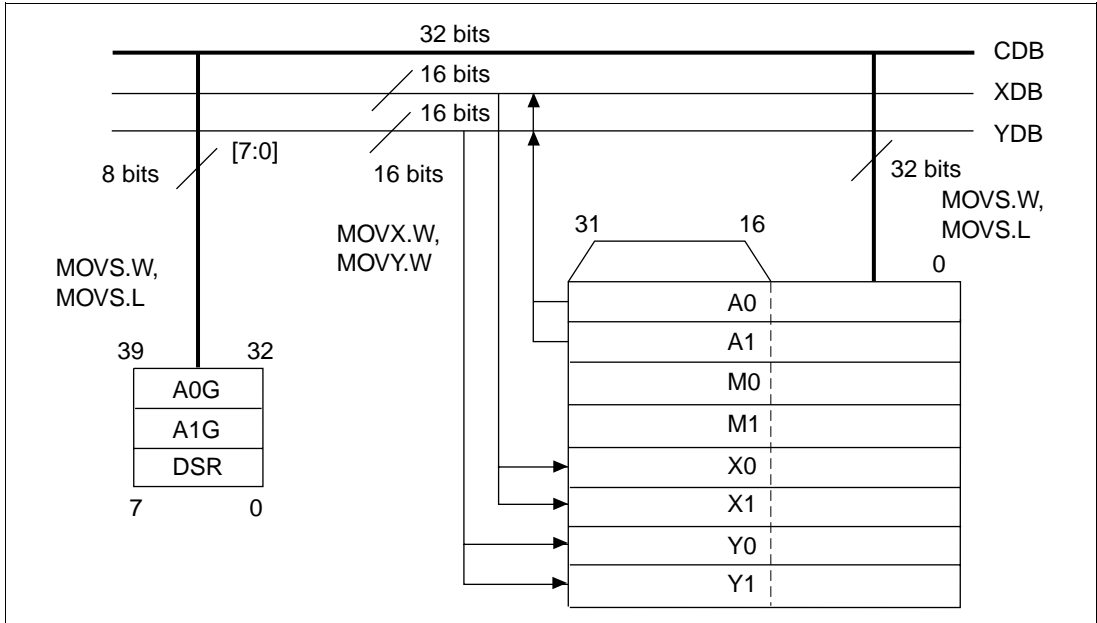 32 bits
CDB
16 bits
XDB
16 bits
YDB
[7:0]
8 bits
16 bits
32 bits
MOVS.W,
MOVS.L
MOVX.W,
MOVY.W
31
16
0
MOVS.W,
MOVS.L
39
32
A0G
A1G
DSR
7
0
A0
A1
M0
M1
X0
X1
Y0
Y1